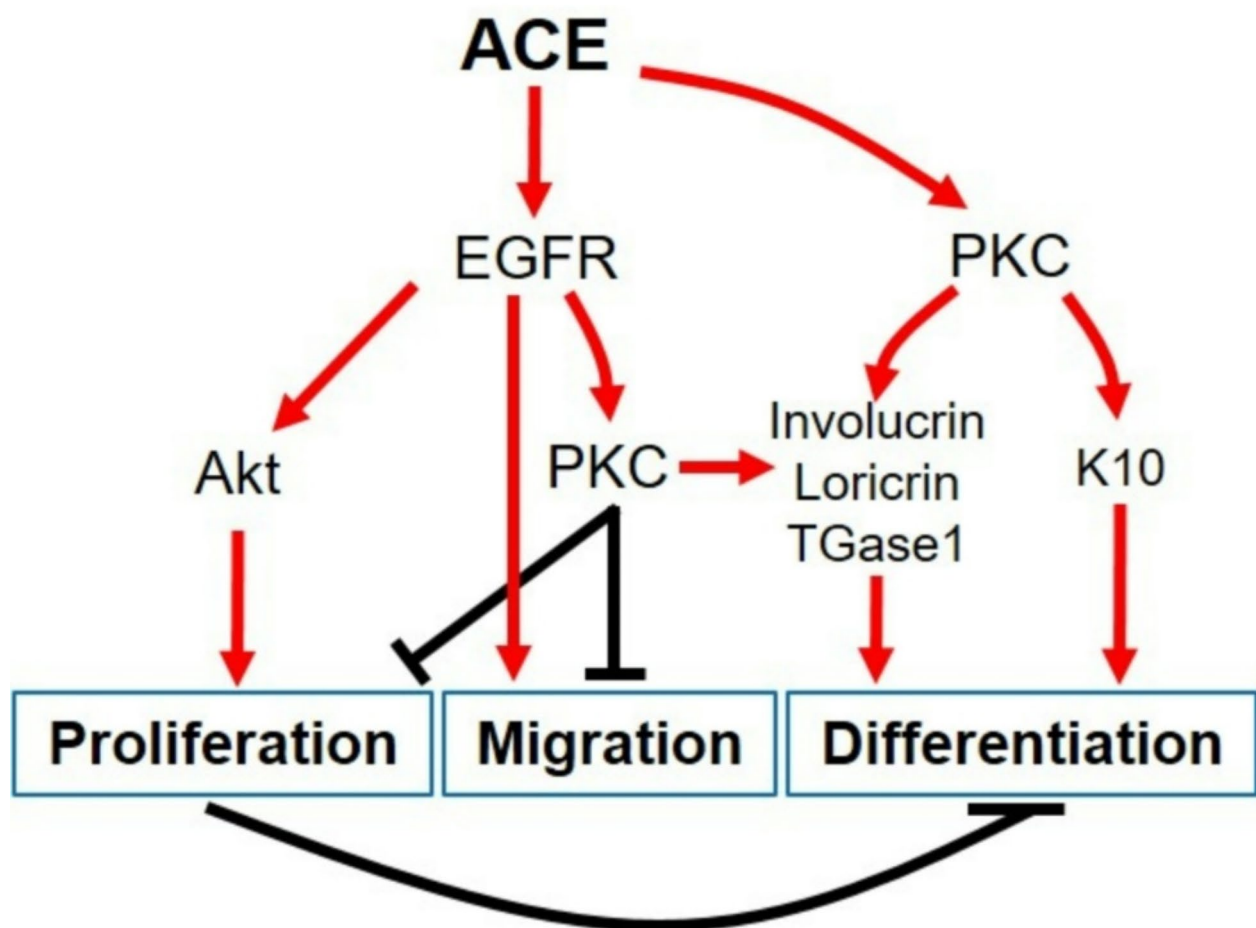 ACE
EGFR
PKC
Akt
PKC
Involucrin
Loricrin
TGase1
K10
Proliferation
Migration
Differentiation